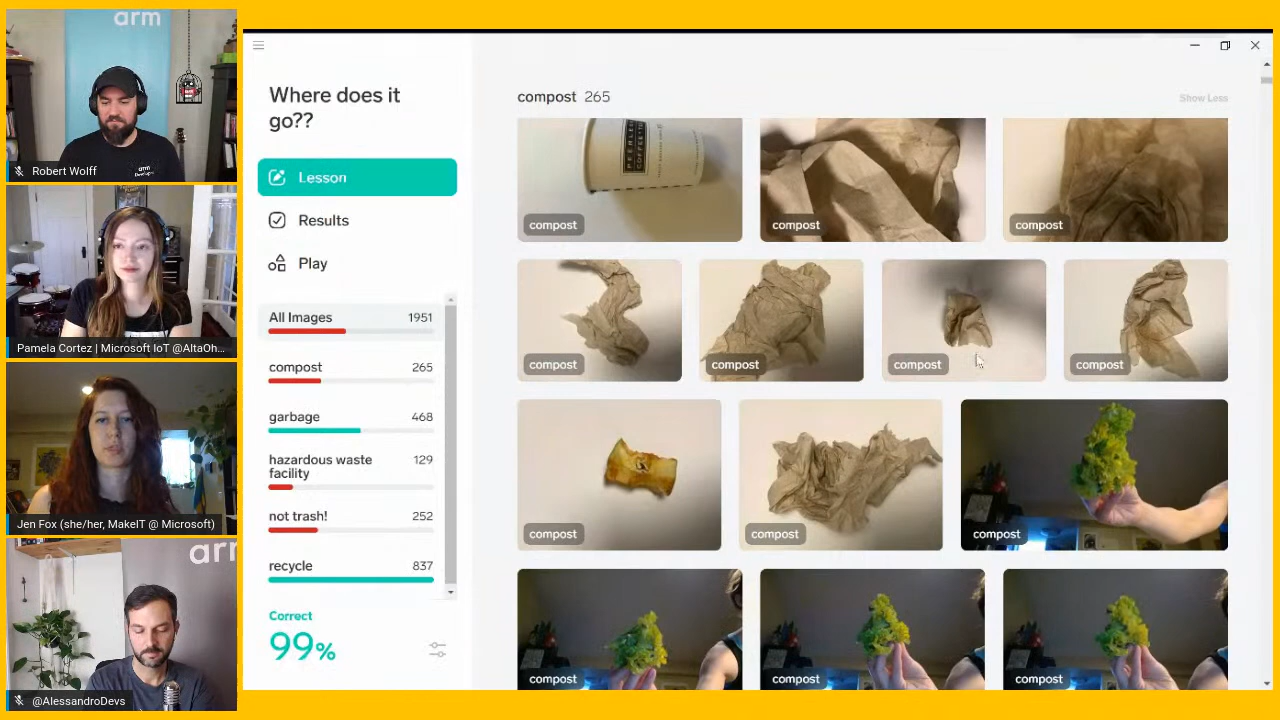 arm
Robert Wolff
arm
Pamela Cortez | Microsoft IoT @AltaOh...
Jen Fox (she/her, MakeIT @ Microsoft)
@AlessandroDevs
Where does it
go??
Lesson
Results
Play
All Images 1951
compost 265
garbage 468
hazardous waste 129
facility
not trash! 252
recycle 837
Correct
99%
compost 265
Show Less
PEERLESS
COFFEE
compost
compost
compost
compost
compost
compost
compost
compost
compost
compost
compost
compost
compost